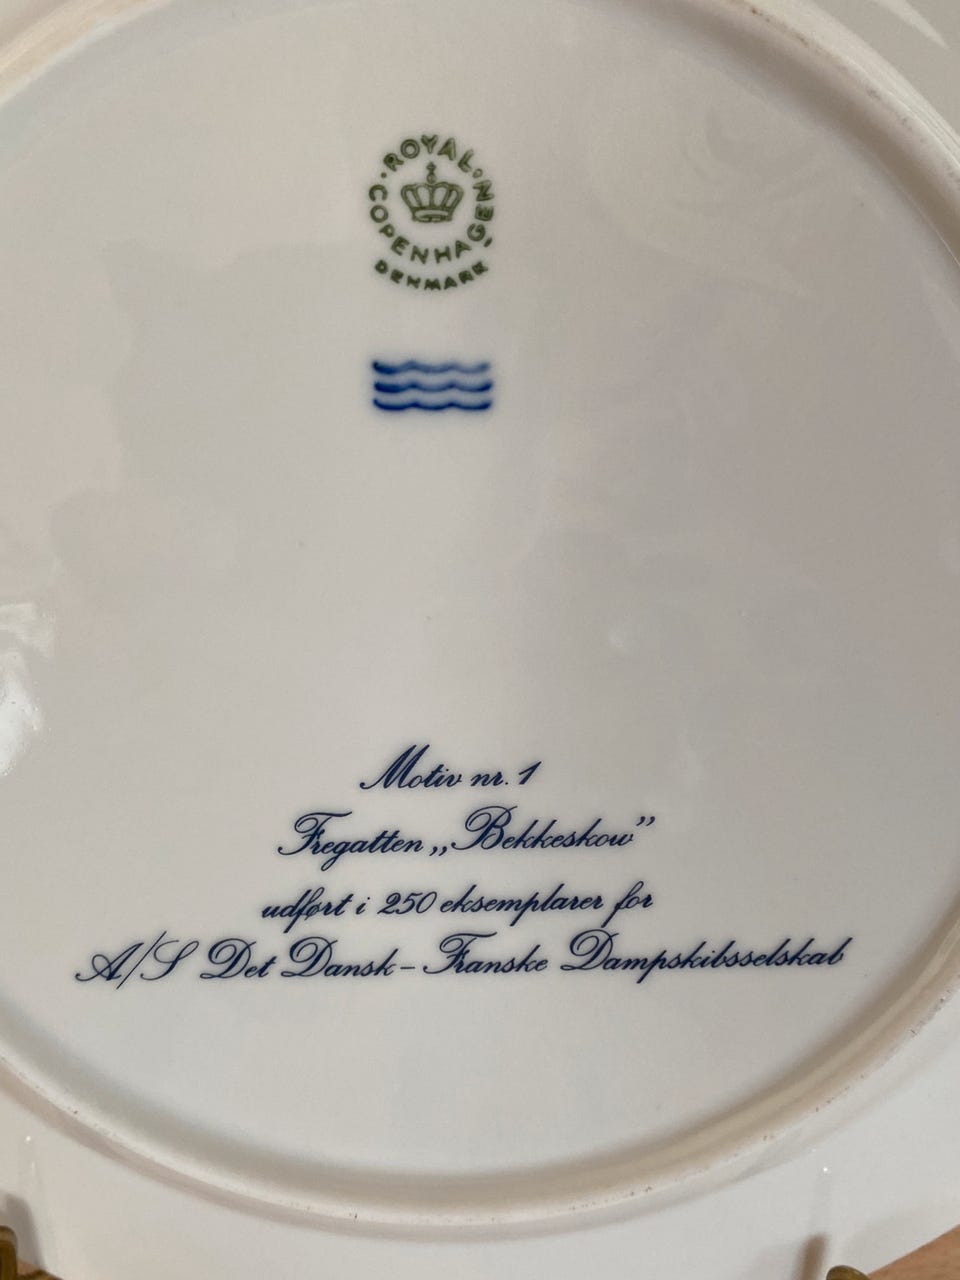 ROYAL COPENHAGEN
DENMARK
Motiv nr. 1
Fregatten „Bekkeskow”
udført i 250 eksemplarer for
A/S Det Dansk - Franske Dampskibsselskab